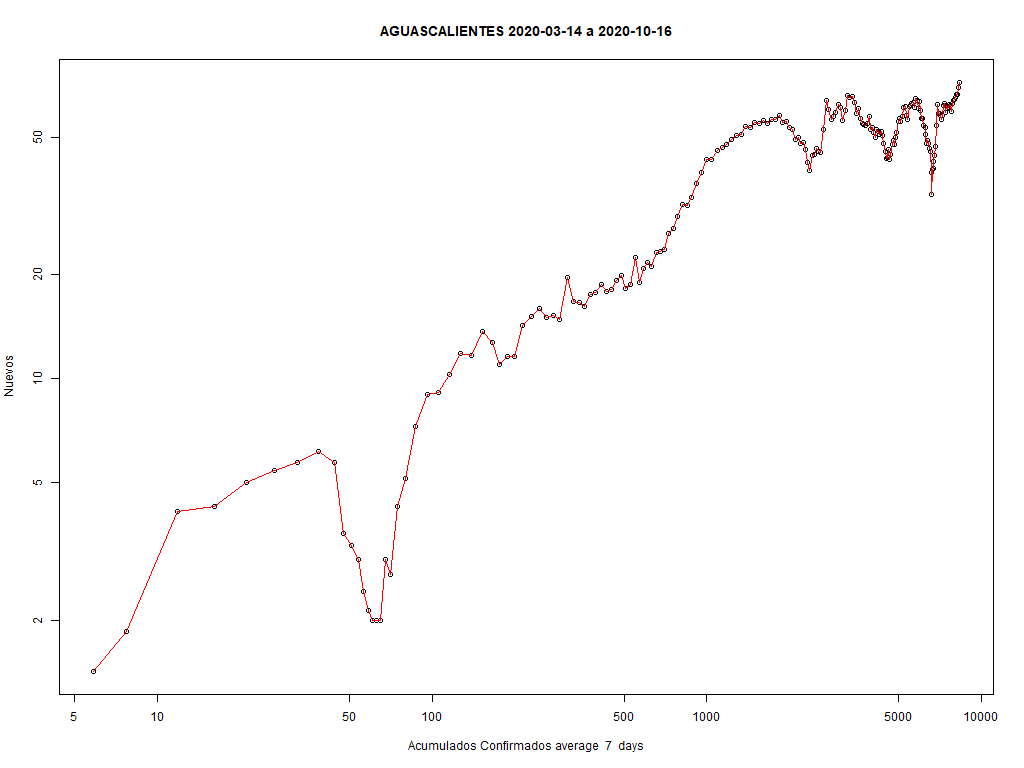 AGUASCALIENTES 2020-03-14 a 2020-10-16
Nuevos
50
20
10
5
2
5 10 50 100 500 1000 5000 10000
Acumulados Confirmados average 7 days